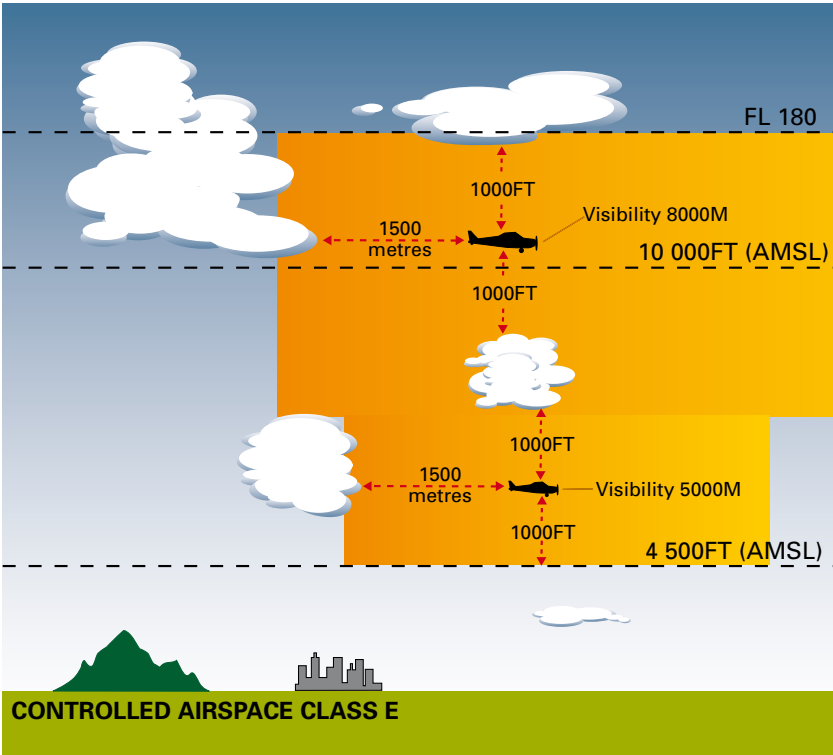 FL 180
1000FT
Visibility 8000M
1500
metres
10 000FT (AMSL)
1000FT
1000FT
1500
metres
Visibility 5000M
1000FT
4 500FT (AMSL)
CONTROLLED AIRSPACE CLASS E